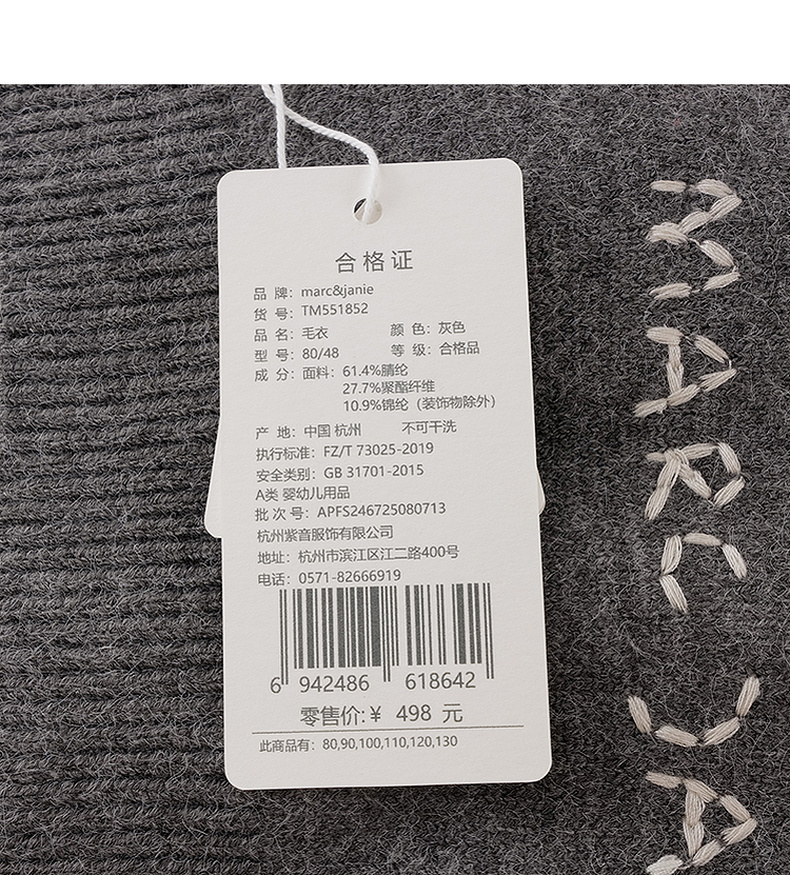 合格证
品 牌：marc&janie
货 号：TM551852
品 名：毛衣 颜 色：灰色
型 号：80/48 等 级：合格品
成 分：面料：61.4%腈纶
27.7%聚酯纤维
10.9%锦纶（装饰物除外）
产 地：中国 杭州 不可干洗
执行标准：FZ/T 73025-2019
安全类别：GB 31701-2015
A类 婴幼儿用品
批 次 号：APFS246725080713
杭州紫音服饰有限公司
地址：杭州市滨江区江二路400号
电话：0571-82666919
6 942486 618642
零售价:¥ 498 元
此商品有：80,90,100,110,120,130
MARC
JA